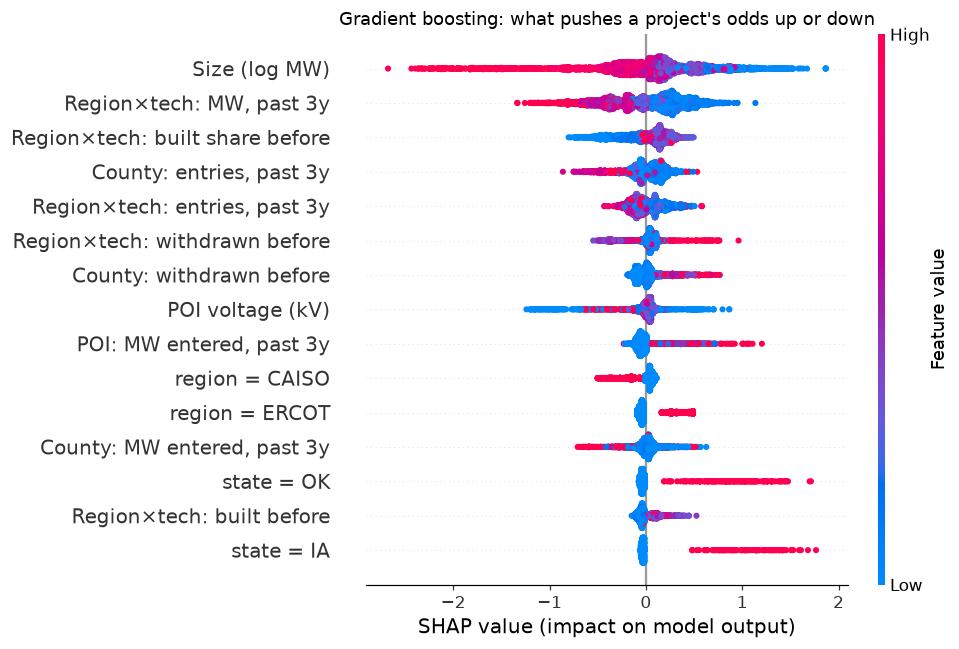 Gradient boosting: what pushes a project's odds up or down
High
Size (log MW)
Region×tech: MW, past 3y
Region×tech: built share before
County: entries, past 3y
Region×tech: entries, past 3y
Region×tech: withdrawn before
County: withdrawn before
POI voltage (kV)
POI: MW entered, past 3y
region = CAISO
region = ERCOT
County: MW entered, past 3y
state = OK
Region×tech: built before
state = IA
Feature value
Low
−2 −1 0 1 2
SHAP value (impact on model output)